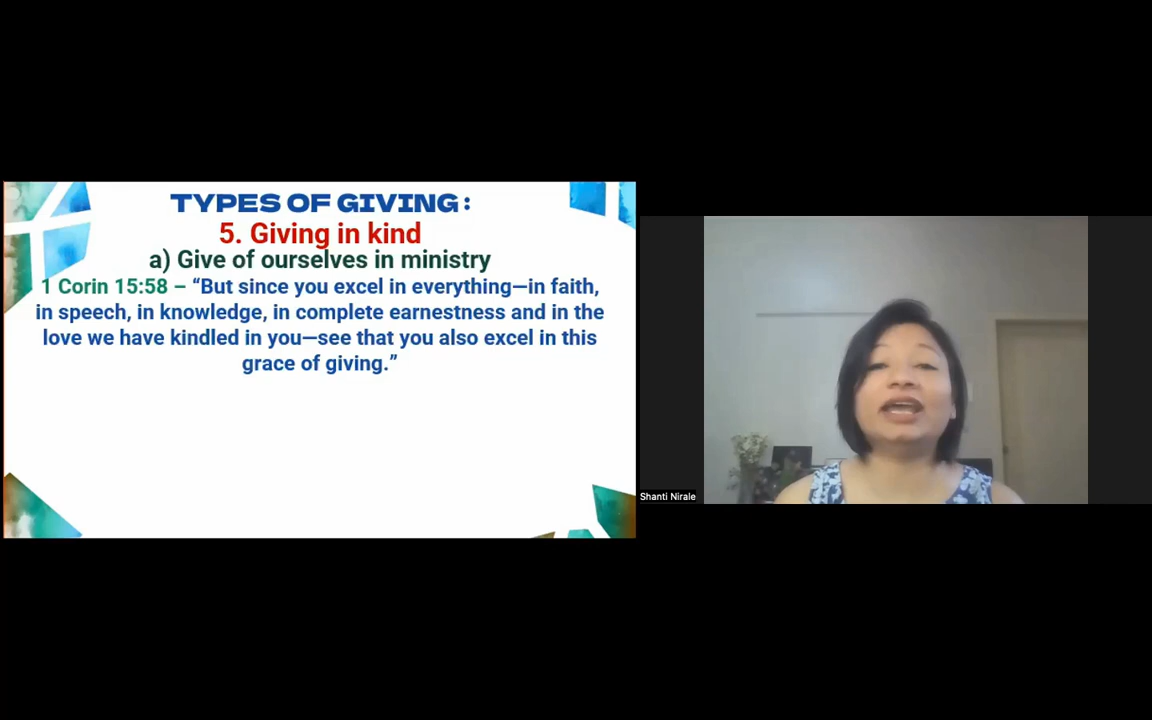 TYPES OF GIVING :
5. Giving in kind
a) Give of ourselves in ministry
1 Corin 15:58 – “But since you excel in everything—in faith,
in speech, in knowledge, in complete earnestness and in the
love we have kindled in you—see that you also excel in this
grace of giving.”
Shanti Nirale